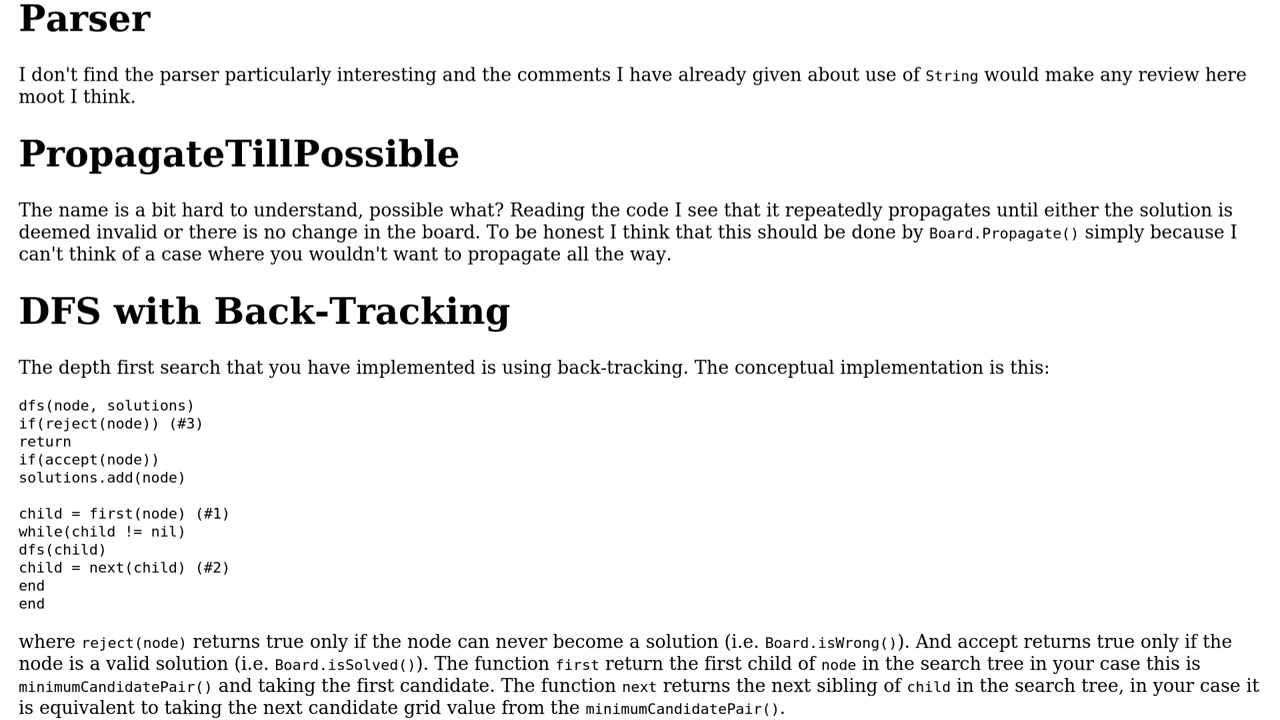 Parser
I don't find the parser particularly interesting and the comments I have already given about use of String would make any review here
moot I think.
PropagateTillPossible
The name is a bit hard to understand, possible what? Reading the code I see that it repeatedly propagates until either the solution is
deemed invalid or there is no change in the board. To be honest I think that this should be done by Board.Propagate() simply because I
can't think of a case where you wouldn't want to propagate all the way.
DFS with Back-Tracking
The depth first search that you have implemented is using back-tracking. The conceptual implementation is this:
dfs(node, solutions)
if(reject(node)) (#3)
return
if(accept(node))
solutions.add(node)

child = first(node) (#1)
while(child != nil)
dfs(child)
child = next(child) (#2)
end
end
where reject(node) returns true only if the node can never become a solution (i.e. Board.isWrong()). And accept returns true only if the
node is a valid solution (i.e. Board.isSolved()). The function first return the first child of node in the search tree in your case this is
minimumCandidatePair() and taking the first candidate. The function next returns the next sibling of child in the search tree, in your case it
is equivalent to taking the next candidate grid value from the minimumCandidatePair().